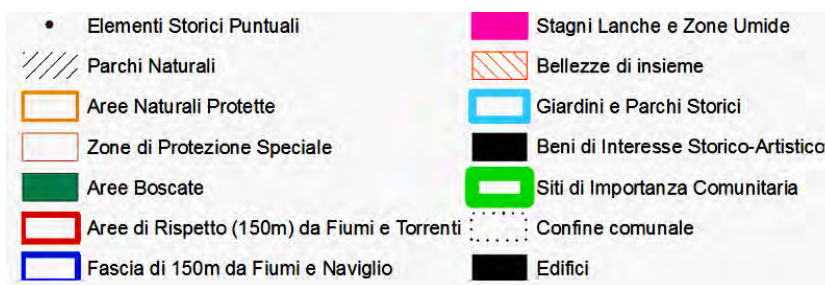 Elementi Storici Puntuali
Parchi Naturali
Aree Naturali Protette
Zone di Protezione Speciale
Aree Boscate
Aree di Rispetto (150m) da Fiumi e Torrenti
Fascia di 150m da Fiumi e Naviglio
Stagni Lanche e Zone Umide
Bellezze di insieme
Giardini e Parchi Storici
Beni di Interesse Storico-Artistico
Siti di Importanza Comunitaria
Confine comunale
Edifici